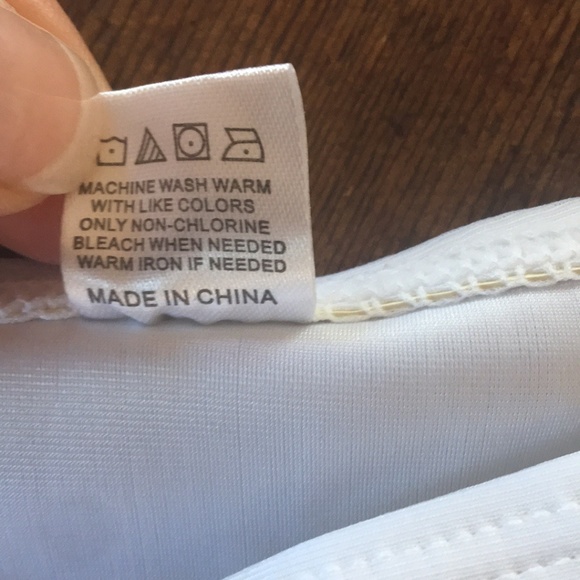 MACHINE WASH WARM
WITH LIKE COLORS
ONLY NON-CHLORINE
BLEACH WHEN NEEDED
WARM IRON IF NEEDED
MADE IN CHINA